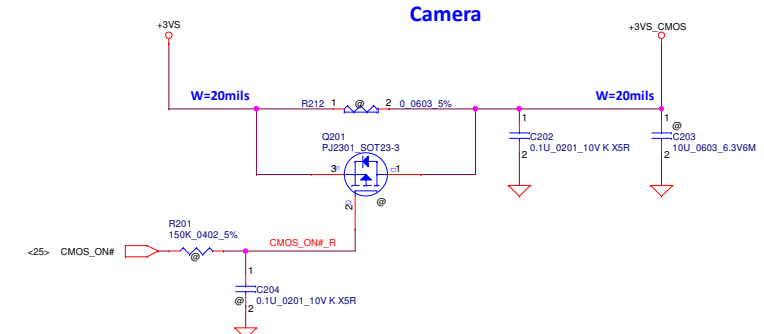 Camera
+3VS
+3VS_CMOS
W=20mils
W=20mils
R212 1 @ 2 0_0603_5%
Q201
PJ2301_SOT23-3
3
1
2
@
1
C202
0.1U_0201_10V K X5R
2
1
@
C203
10U_0603_6.3V6M
2
R201
150K_0402_5%
<25> CMOS_ON#
@
CMOS_ON#_R
1
C204
@
0.1U_0201_10V K X5R
2